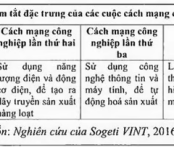 m tắt đặc trưng của các cuộc cách mạng c
Cách mạng công
nghiệp lần thứ hai
Cách mạng công
nghiệp lần thứ
ba
Sử dụng năng
lượng điện và động
cơ điện, để tạo ra
dây truyền sản xuất
hàng loạt
Sử dụng công
nghệ thông tin và
máy tính, để tự
động hoá sản xuất
n: Nghiên cứu của Sogeti VINT, 2016